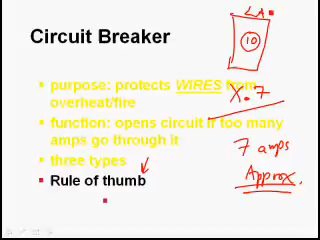 Circuit Breaker
purpose: protects WIRES from
overheat/fire
function: opens circuit if too many
amps go through it
three types
Rule of thumb
10
X.7
7 amps
Approx.